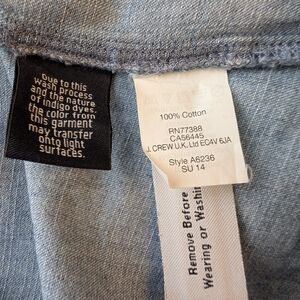 Due to this
wash process
and the nature
of indigo dyes,
the color from
this garment
may transfer
onto light
surfaces.
100% Cotton
RN77388
CA56445
J.CREW U.K. Ltd EC4V 6JA
Style A6236
SU 14
Remove Before
Wearing or Washin